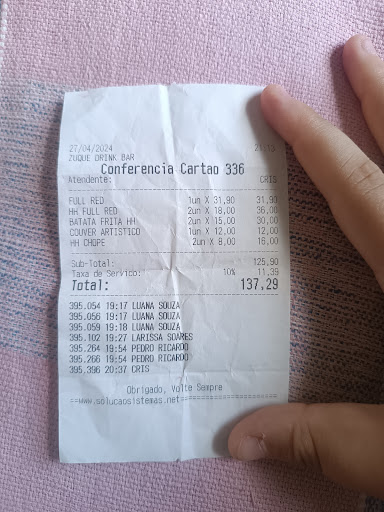 27/04/2024 21:13
ZUQUE DRINK BAR
Conferencia Cartao 336
Atendente: CRIS
FULL RED 1un X 31,90 31,90
HH FULL RED 2un X 18,00 36,00
BATATA FRITA HH 2un X 15,00 30,00
COUVER ARTISTICO 1un X 12,00 12,00
HH CHOPE 2un X 8,00 16,00
Sub-Total: 125,90
Taxa de Servico: 10% 11,39
Total: 137,29
395.054 19:17 LUANA SOUZA
395.056 19:17 LUANA SOUZA
395.059 19:18 LUANA SOUZA
395.102 19:27 LARISSA SOARES
395.264 19:54 PEDRO RICARDO
395.266 19:54 PEDRO RICARDO
395.396 20:37 CRIS
Obrigado, Volte Sempre
==www.solucaosistemas.net==